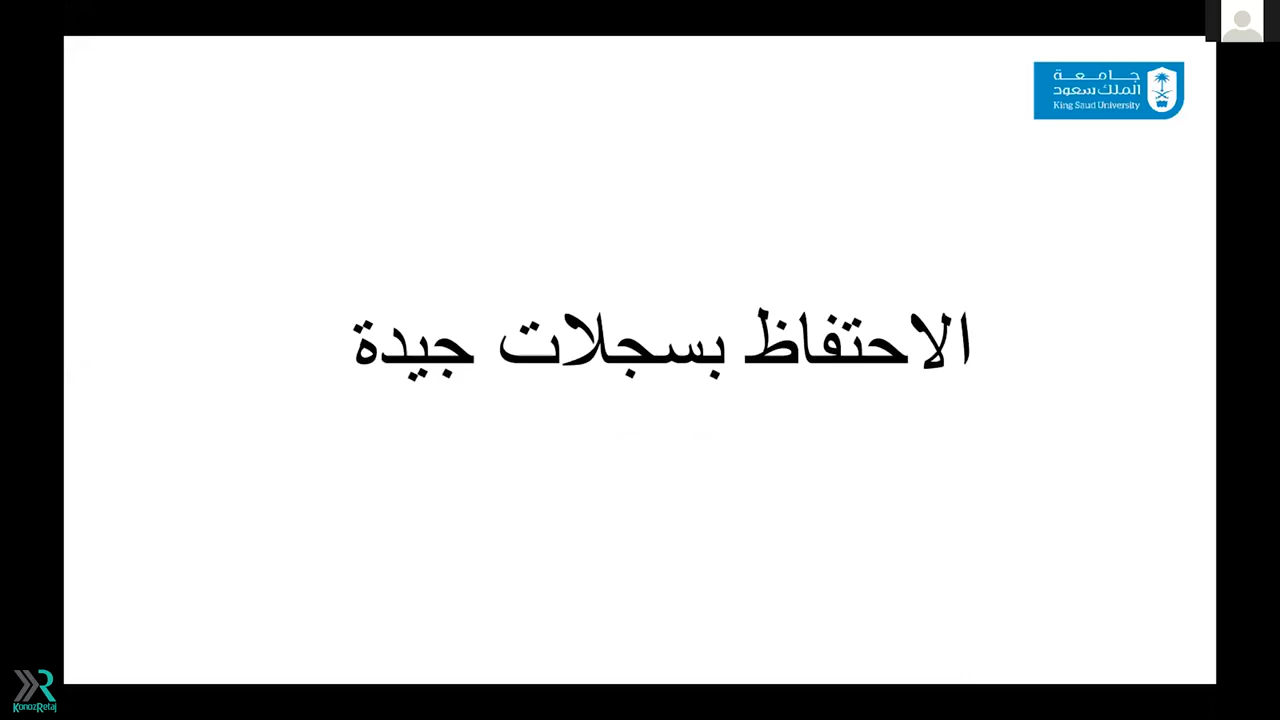 جامعة
الملك سعود
King Saud University
الاحتفاظ بسجلات جيدة
KonozRetaj